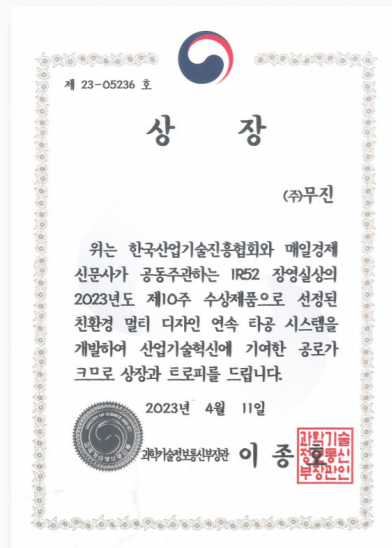 제 23-05236 호
상 장
(주)무진
위는 한국산업기술진흥협회와 매일경제
신문사가 공동주관하는 IR52 장영실상의
2023년도 제10주 수상제품으로 선정된
친환경 멀티 디자인 연속 타공 시스템을
개발하여 산업기술혁신에 기여한 공로가
크므로 상장과 트로피를 드립니다.
2023년 4월 11일
과학기술정보통신부장관 이 종 호
과학기술
정보통신
부장관인